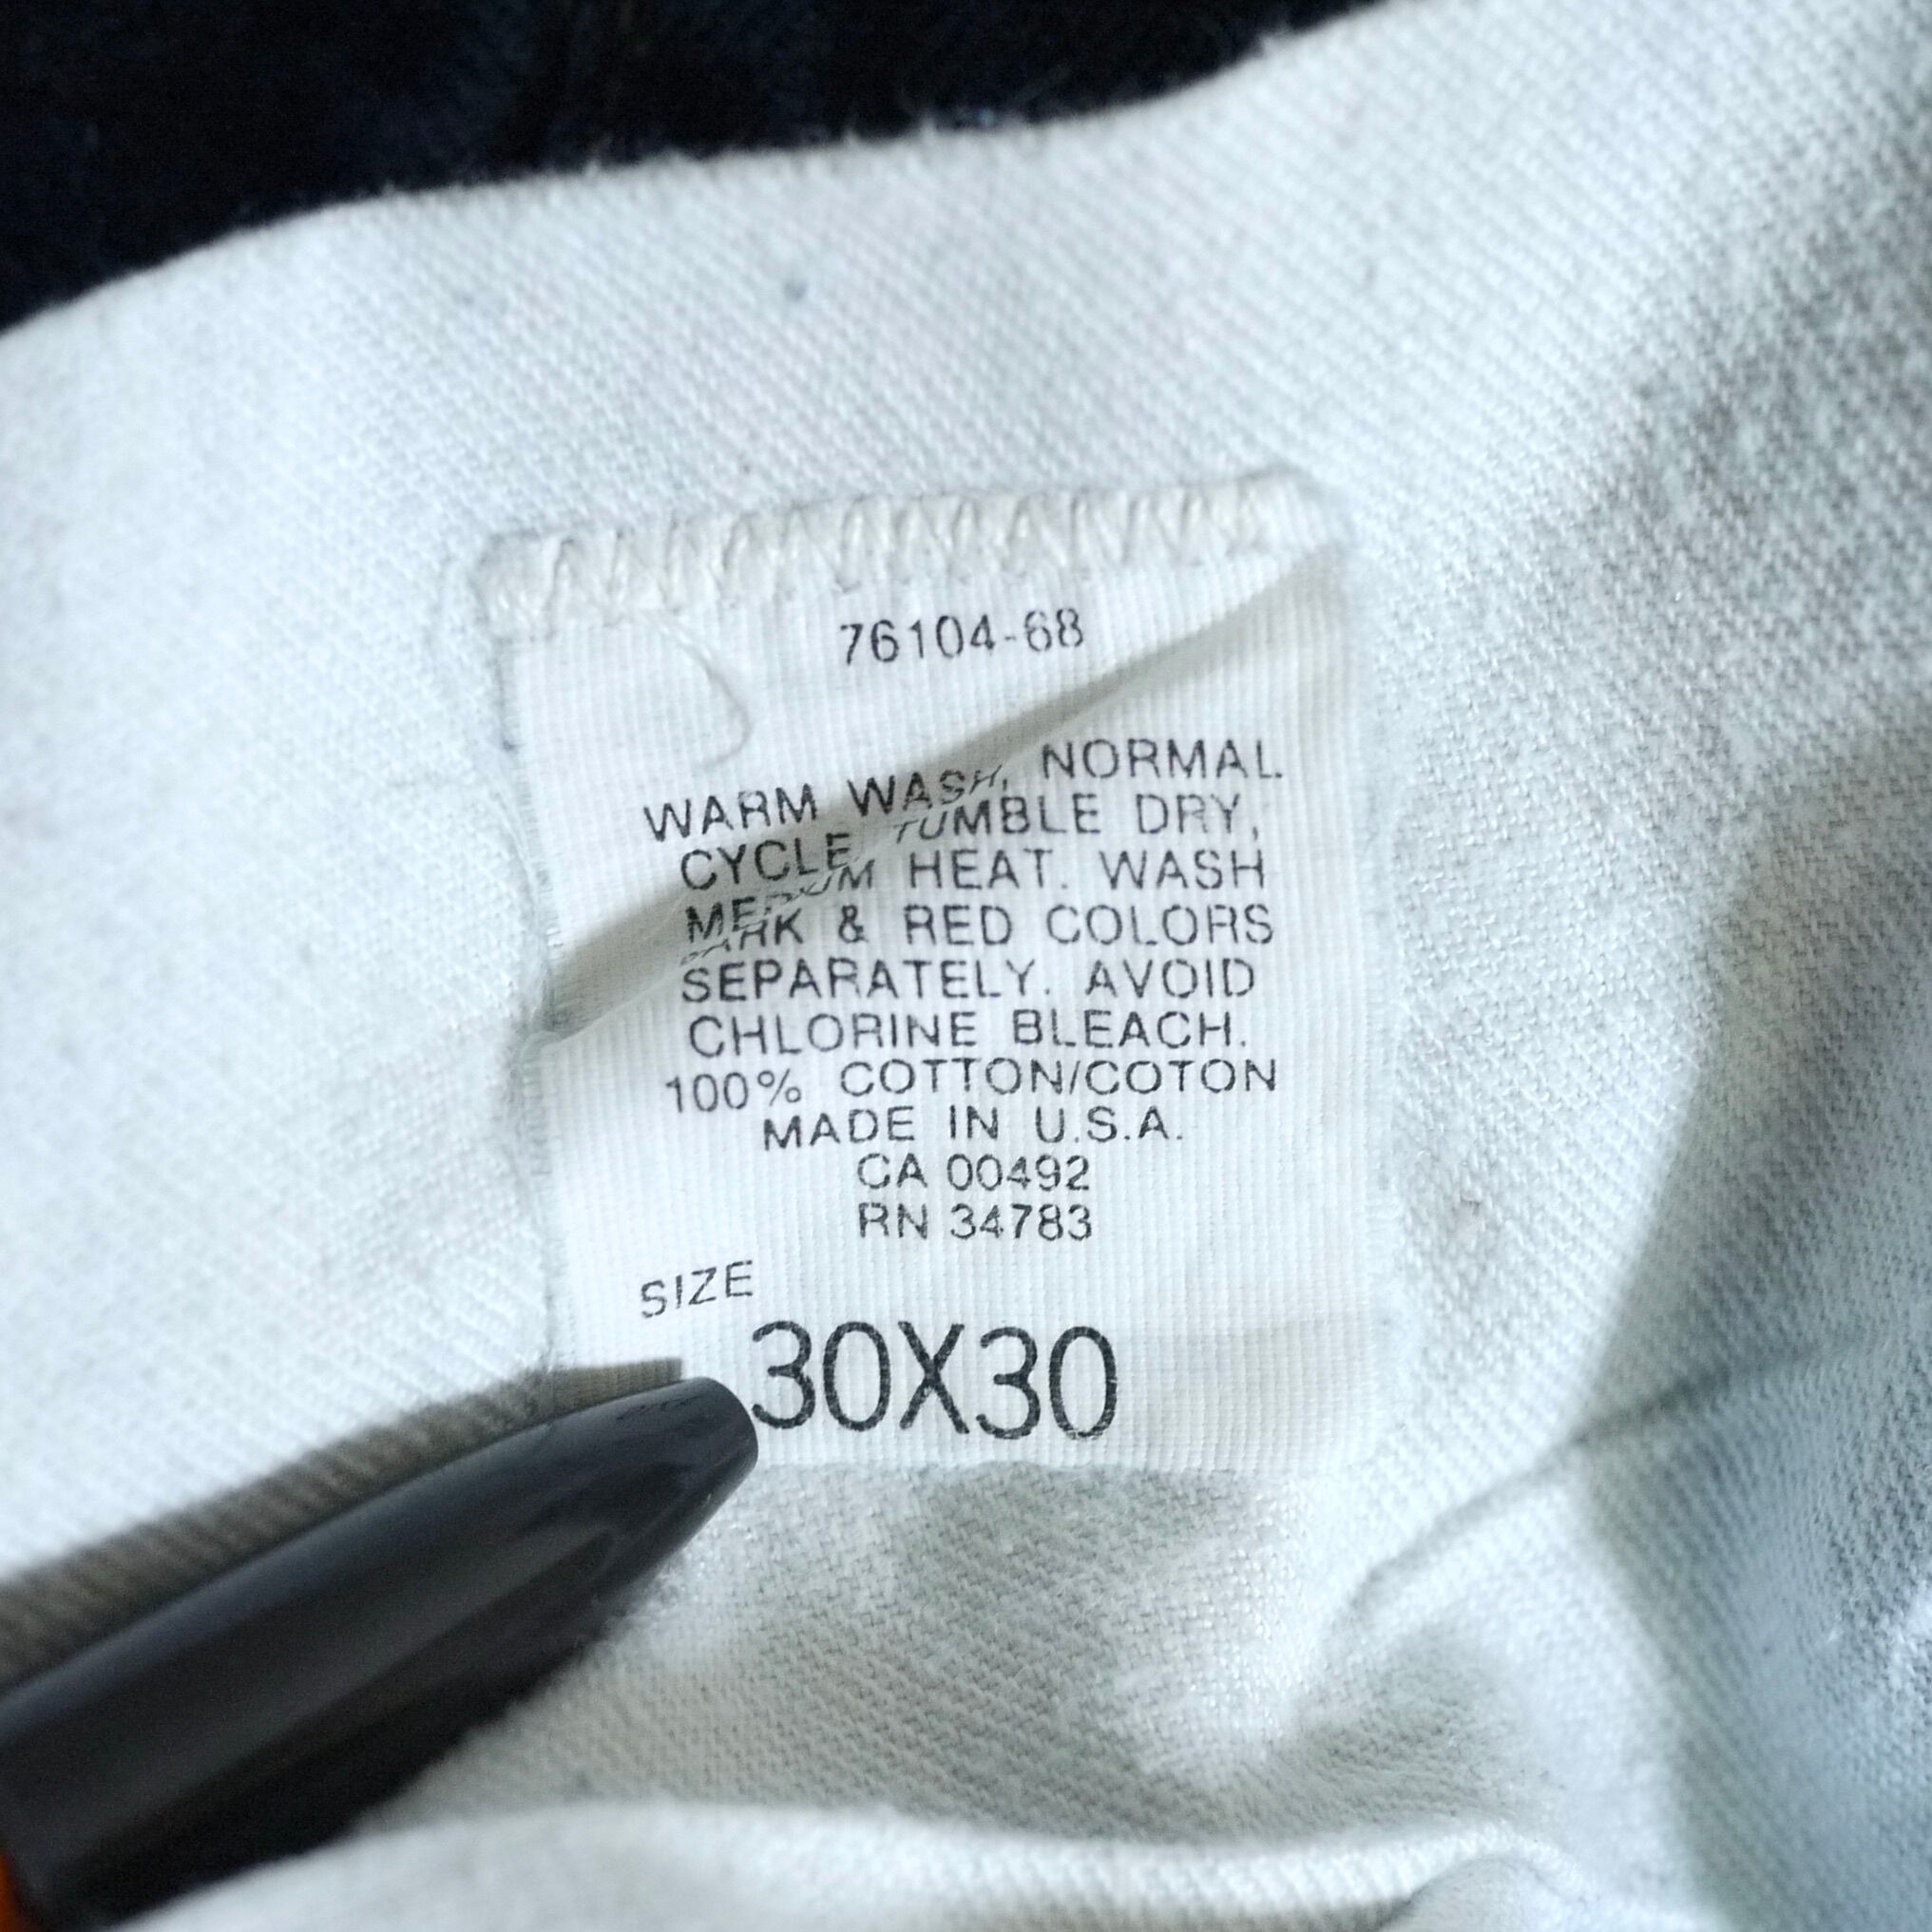 76104-68
WARM WASH, NORMAL
CYCLE, TUMBLE DRY,
MEDIUM HEAT. WASH
DARK & RED COLORS
SEPARATELY. AVOID
CHLORINE BLEACH.
100% COTTON/COTON
MADE IN U.S.A.
CA 00492
RN 34783
SIZE
30X30